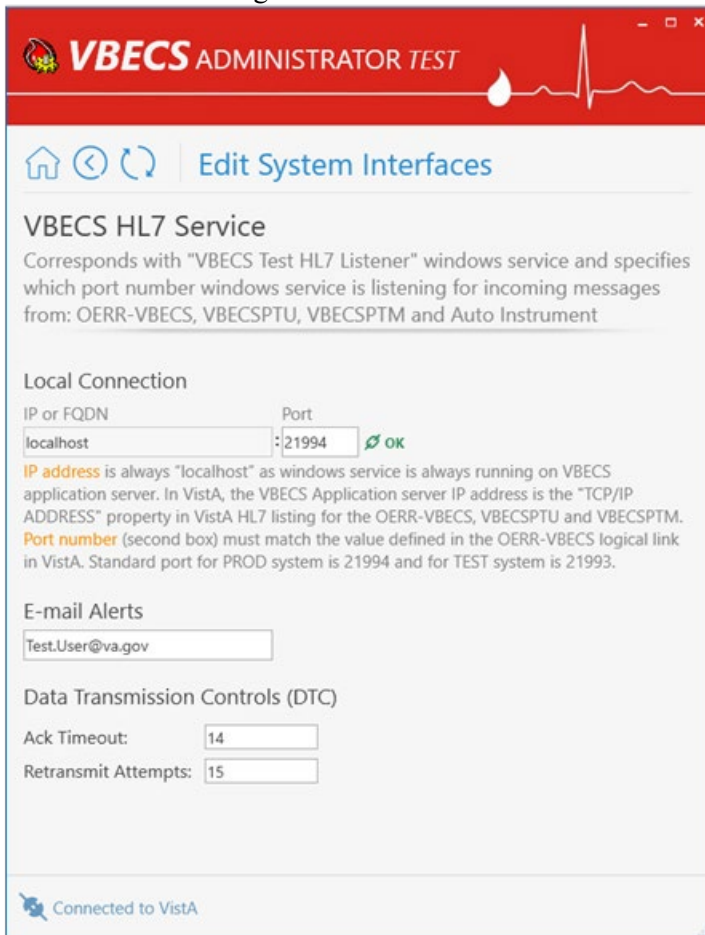 VBECS ADMINISTRATOR TEST
Edit System Interfaces
VBECS HL7 Service
Corresponds with "VBECS Test HL7 Listener" windows service and specifies
which port number windows service is listening for incoming messages
from: OERR-VBECS, VBECSPTU, VBECSPTM and Auto Instrument
Local Connection
IP or FQDN Port
localhost : 21994 OK
IP address is always "localhost" as windows service is always running on VBECS
application server. In VistA, the VBECS Application server IP address is the "TCP/IP
ADDRESS" property in VistA HL7 listing for the OERR-VBECS, VBECSPTU and VBECSPTM.
Port number (second box) must match the value defined in the OERR-VBECS logical link
in VistA. Standard port for PROD system is 21994 and for TEST system is 21993.
E-mail Alerts
Test.User@va.gov
Data Transmission Controls (DTC)
Ack Timeout: 14
Retransmit Attempts: 15
Connected to VistA